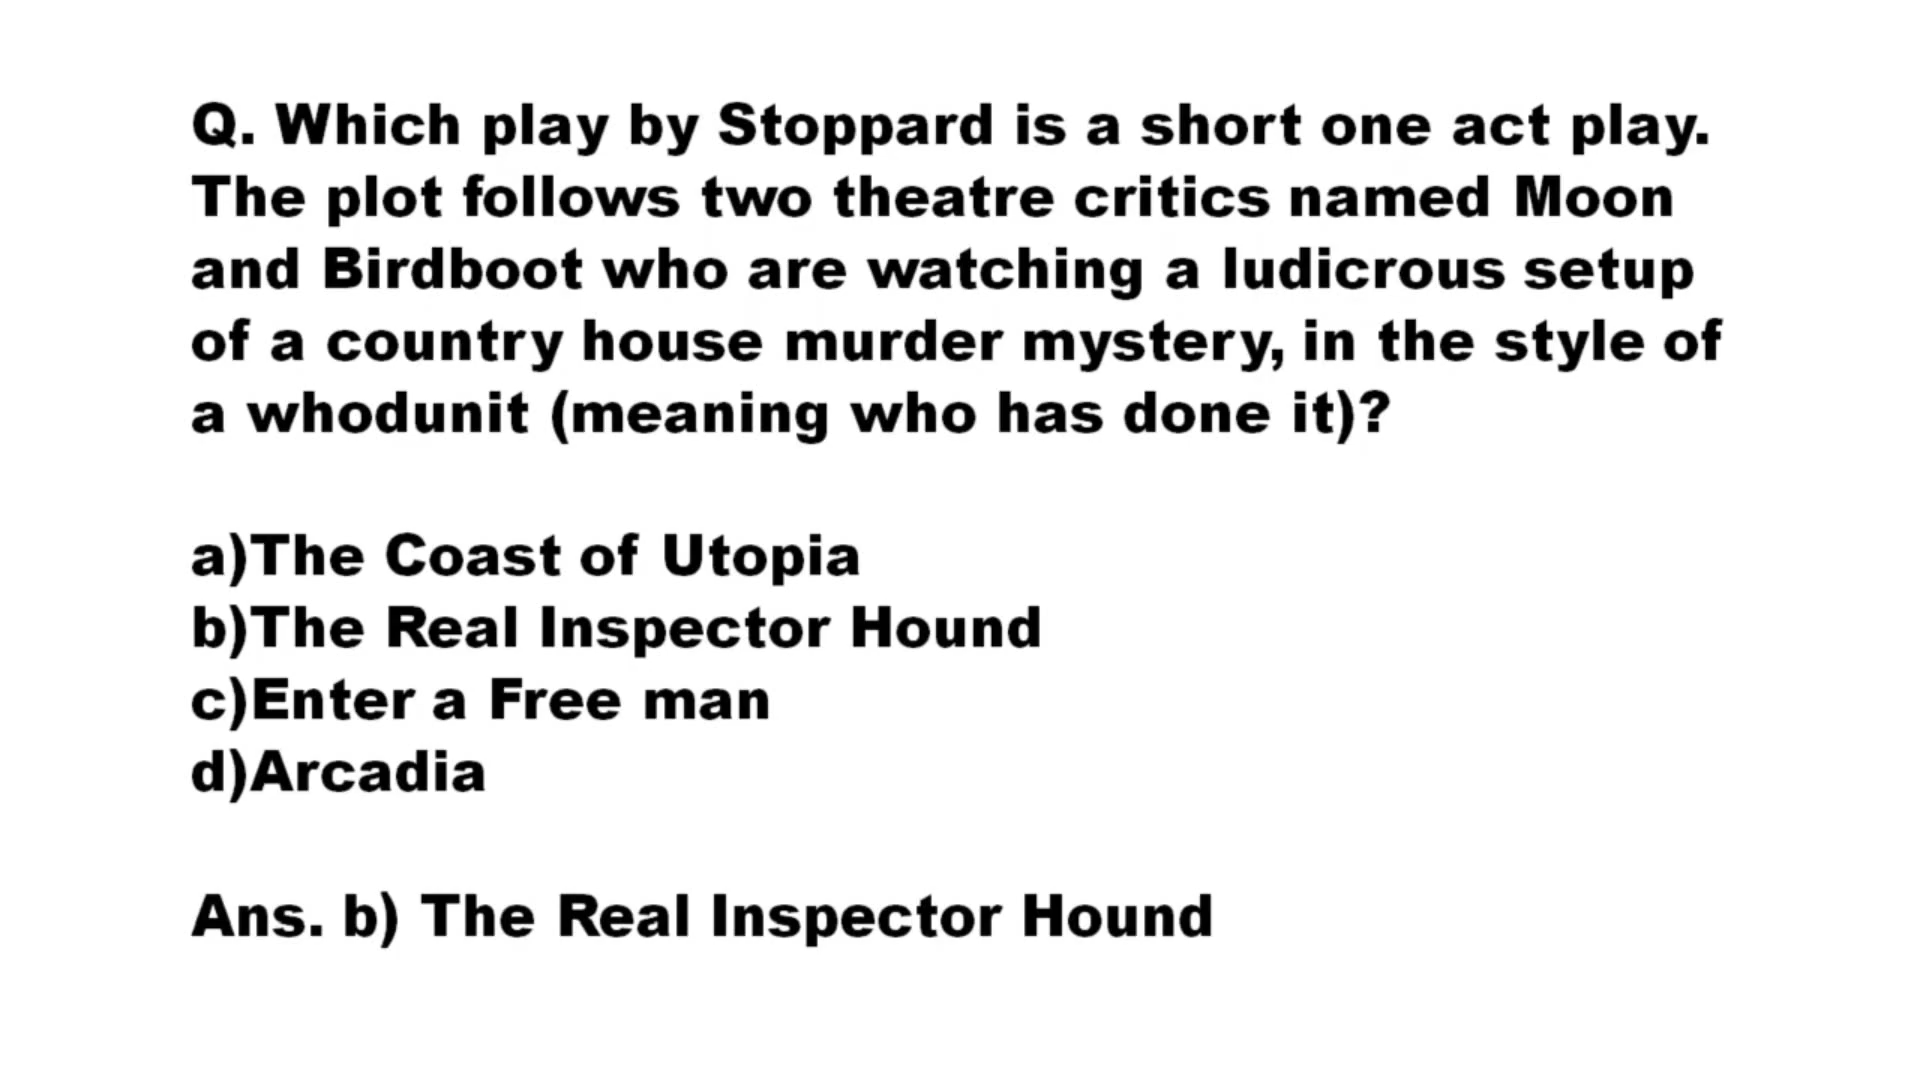 Q. Which play by Stoppard is a short one act play.
The plot follows two theatre critics named Moon
and Birdboot who are watching a ludicrous setup
of a country house murder mystery, in the style of
a whodunit (meaning who has done it)?
a)The Coast of Utopia
b)The Real Inspector Hound
c)Enter a Free man
d)Arcadia
Ans. b) The Real Inspector Hound